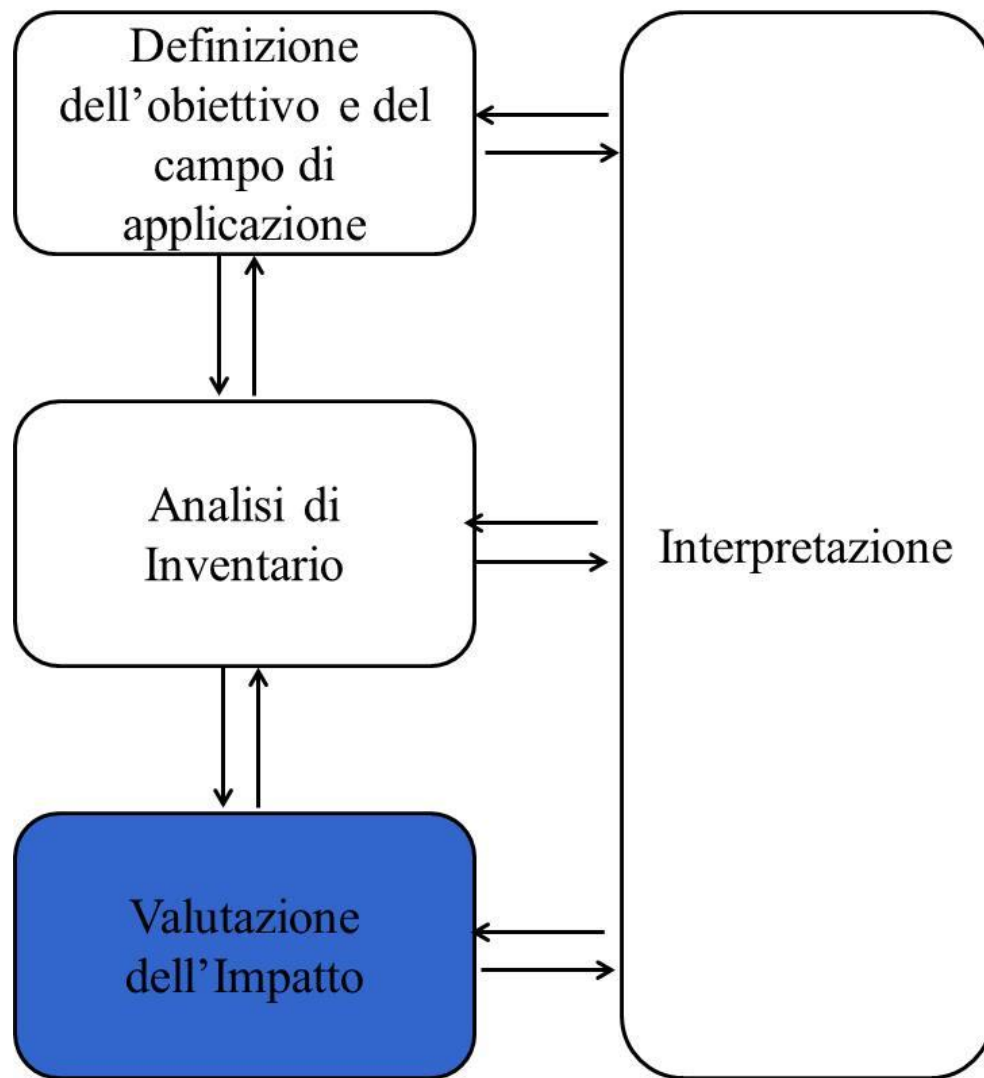 Definizione
dell’obiettivo e del
campo di
applicazione
Analisi di
Inventario
Interpretazione
Valutazione
dell’Impatto